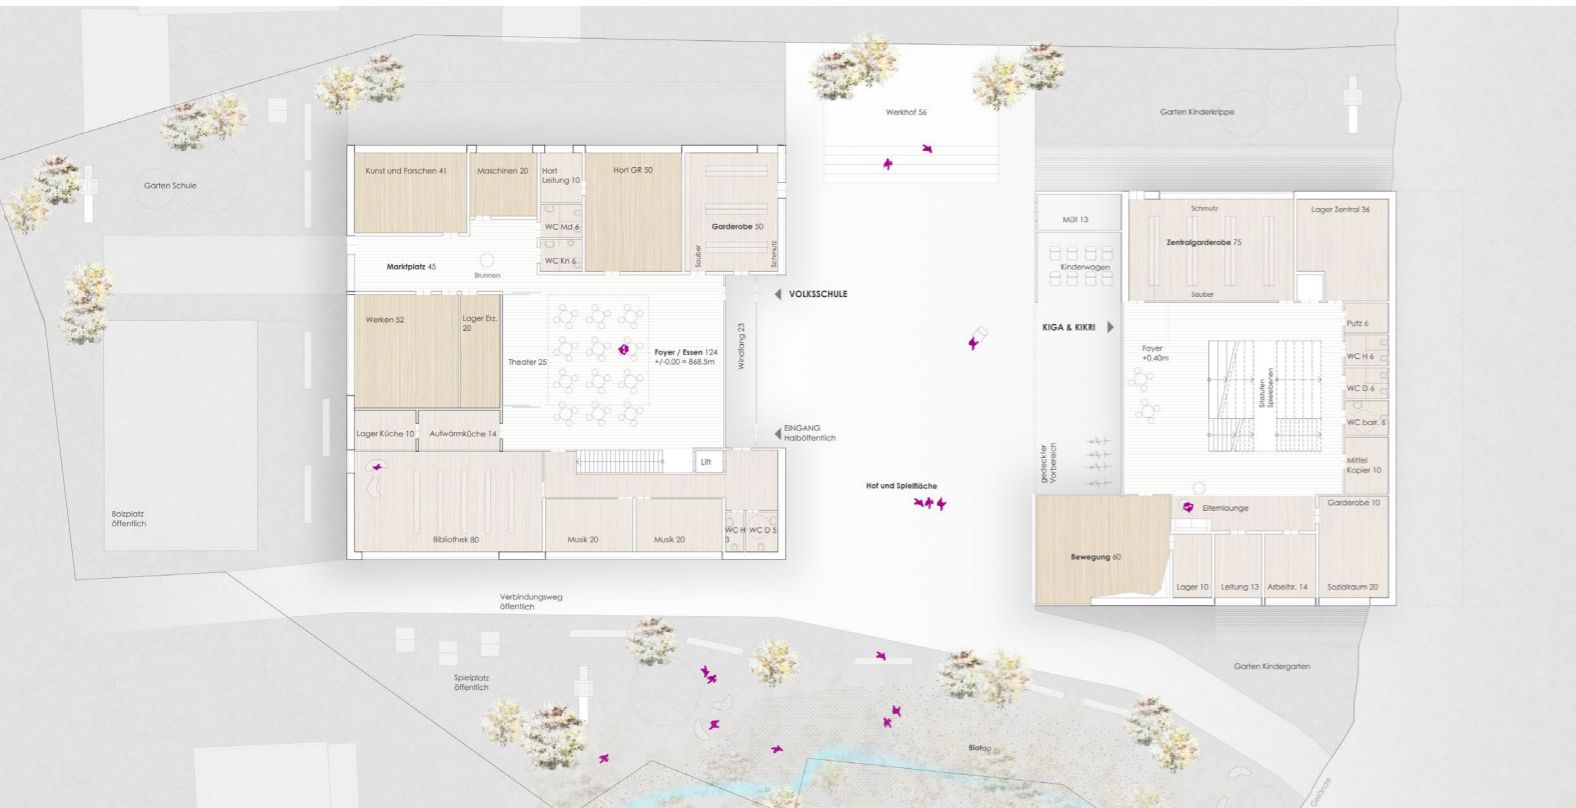 Werkhof 56
Garten Kinderkrippe
Garten Schule
Kunst und Forschen 41
Maschinen 20
Hort
Leitung 10
Hort GR 50
WC Md 6
WC Kn 6
Garderobe 50
Sauber
Schmutz
Marktplatz 45
Brunnen
Werken 52
Lager Erz.
20
Theater 25
Foyer / Essen 124
+/-0,00 = 868,5m
Windfang 23
VOLKSSCHULE
EINGANG
Halböffentlich
Lager Küche 10
Aufwärmküche 14
Lift
Bibliothek 80
Musik 20
Musik 20
WC H
3
WC D 5
Bolzplatz
öffentlich
Hof und Spielfläche
Müll 13
Kinderwagen
KIGA & KIKRI
gedeckter
Vorbereich
Schmutz
Zentralgarderobe 75
Sauber
Lager Zentral 36
Foyer
+0,40m
Sitzstufen
Spielebenen
Putz 6
WC H 6
WC D 6
WC barr. 6
Mittel
Kopier 10
Garderobe 10
Elternlounge
Bewegung 60
Lager 10
Leitung 13
Arbeitsr. 14
Sozialraum 20
Verbindungsweg
öffentlich
Spielplatz
öffentlich
Garten Kindergarten
Biotop
Gelände